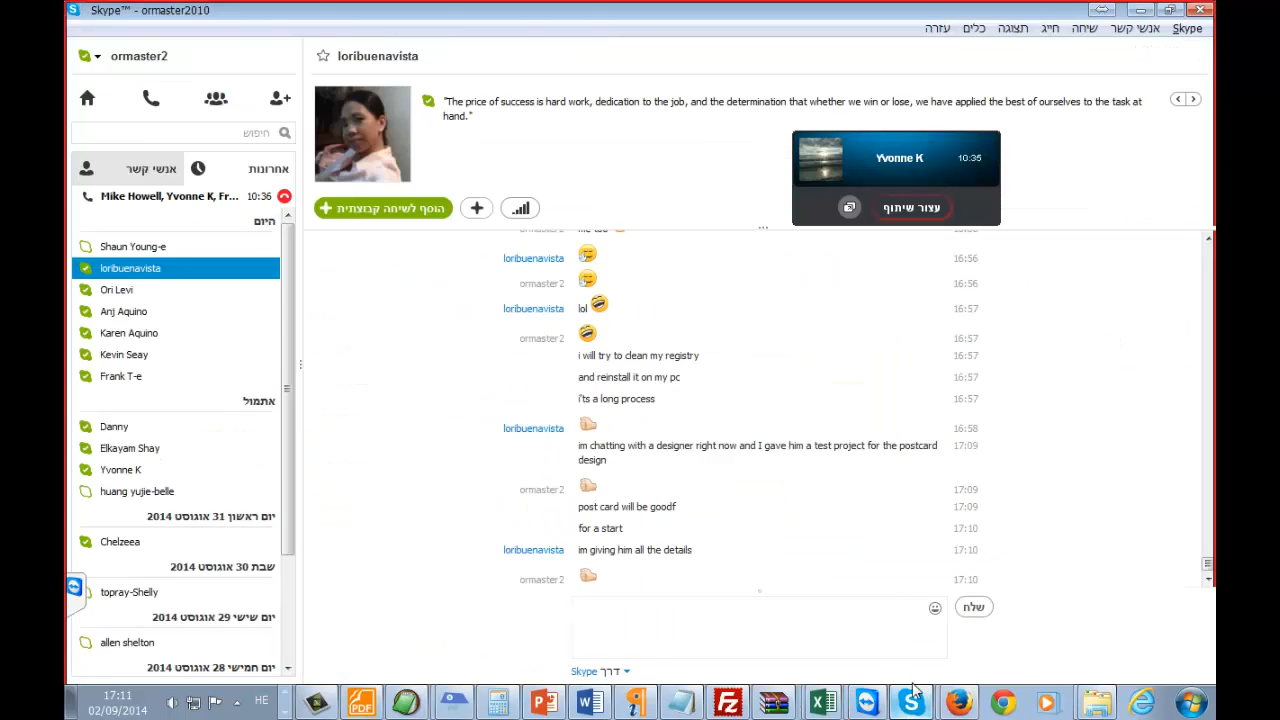 Skype™ - ormaster2010
Skype אנשי קשר שיחה חייג תצוגה כלים עזרה
ormaster2
חיפוש
אנשי קשר
אחרונות
Mike Howell, Yvonne K, Fr... 10:36
היום
Shaun Young-e
loribuenavista
Ori Levi
Anj Aquino
Karen Aquino
Kevin Seay
Frank T-e
אתמול
Danny
Elkayam Shay
Yvonne K
huang yujie-belle
יום ראשון 31 אוגוסט 2014
Chelzeea
שבת 30 אוגוסט 2014
topray-Shelly
יום שישי 29 אוגוסט 2014
allen shelton
יום חמישי 28 אוגוסט 2014
loribuenavista
"The price of success is hard work, dedication to the job, and the determination that whether we win or lose, we have applied the best of ourselves to the task at
hand."
Yvonne K 10:35
עצור שיתוף
הוסף לשיחה קבוצתית
loribuenavista 16:56
ormaster2 16:56
loribuenavista lol 16:57
ormaster2 16:57
i will try to clean my registry 16:57
and reinstall it on my pc 16:57
i'ts a long process 16:57
loribuenavista 16:58
im chatting with a designer right now and I gave him a test project for the postcard 17:09
design
ormaster2 17:09
post card will be goodf 17:09
for a start 17:10
loribuenavista im giving him all the details 17:10
ormaster2 17:10
שלח
דרך Skype
17:11
02/09/2014
HE
PDF